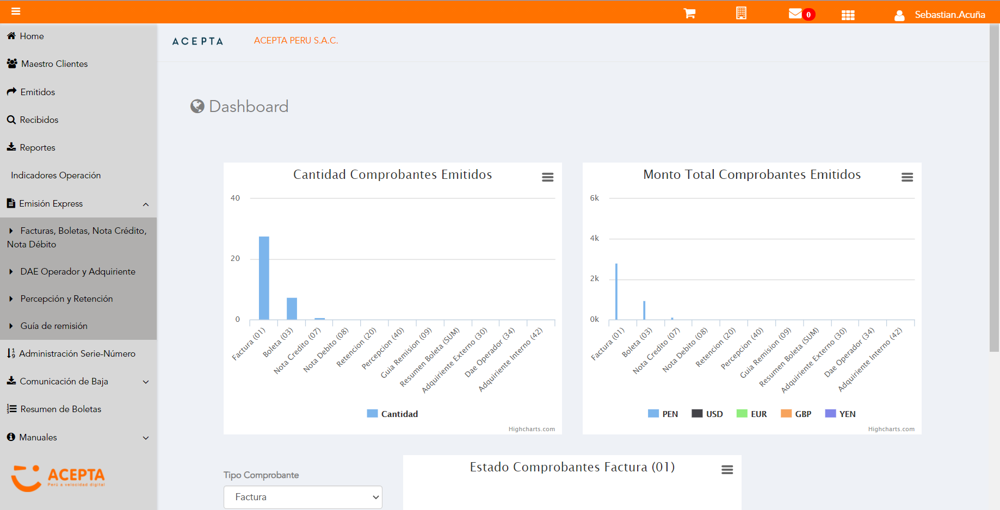 0
Sebastian.Acuña
Home
Maestro Clientes
Emitidos
Recibidos
Reportes
Indicadores Operación
Emisión Express
Facturas, Boletas, Nota Crédito,
Nota Débito
DAE Operador y Adquiriente
Percepción y Retención
Guía de remisión
Administración Serie-Número
Comunicación de Baja
Resumen de Boletas
Manuales
ACEPTA
Perú a velocidad digital
ACEPTA
ACEPTA PERU S.A.C.
Dashboard
Cantidad Comprobantes Emitidos
40
20
0
Factura (01)
Boleta (03)
Nota Credito (07)
Nota Debito (08)
Retencion (20)
Percepcion (40)
Guia Remision (09)
Resumen Boleta (SUM)
Adquiriente Externo (30)
Dae Operador (34)
Adquiriente Interno (42)
Cantidad
Highcharts.com
Monto Total Comprobantes Emitidos
6k
4k
2k
0k
Factura (01)
Boleta (03)
Nota Credito (07)
Nota Debito (08)
Retencion (20)
Percepcion (40)
Guia Remision (09)
Resumen Boleta (SUM)
Adquiriente Externo (30)
Dae Operador (34)
Adquiriente Interno (42)
PEN USD EUR GBP YEN
Highcharts.com
Tipo Comprobante
Factura
Estado Comprobantes Factura (01)